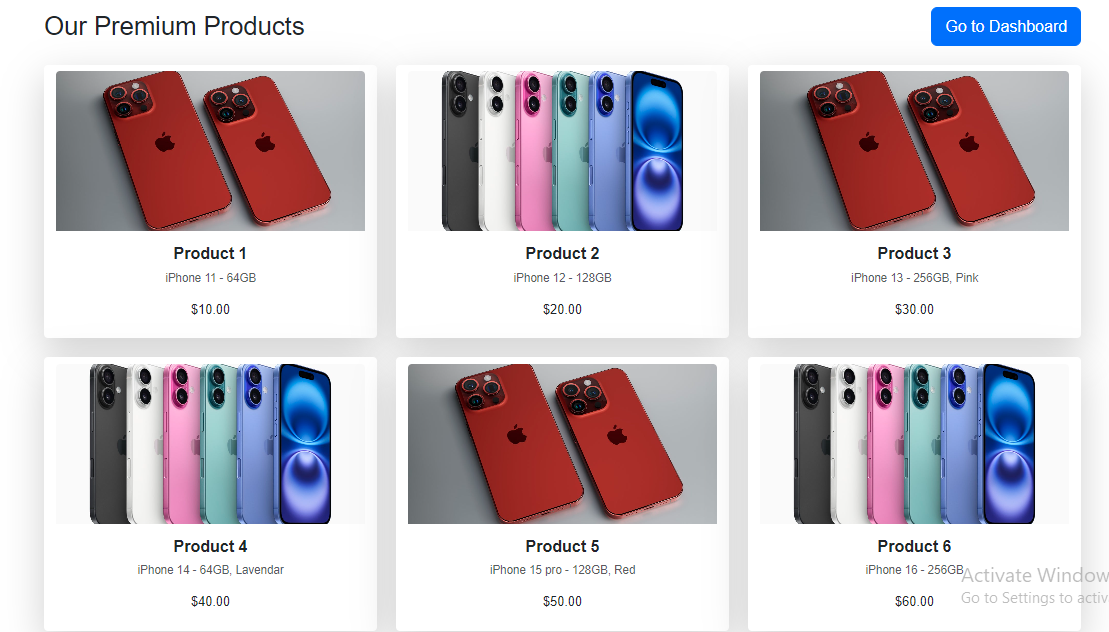 Our Premium Products
Go to Dashboard
Product 1
iPhone 11 - 64GB
$10.00
Product 2
iPhone 12 - 128GB
$20.00
Product 3
iPhone 13 - 256GB, Pink
$30.00
Product 4
iPhone 14 - 64GB, Lavendar
$40.00
Product 5
iPhone 15 pro - 128GB, Red
$50.00
Product 6
iPhone 16 - 256GB
$60.00
Activate Window
Go to Settings to activ